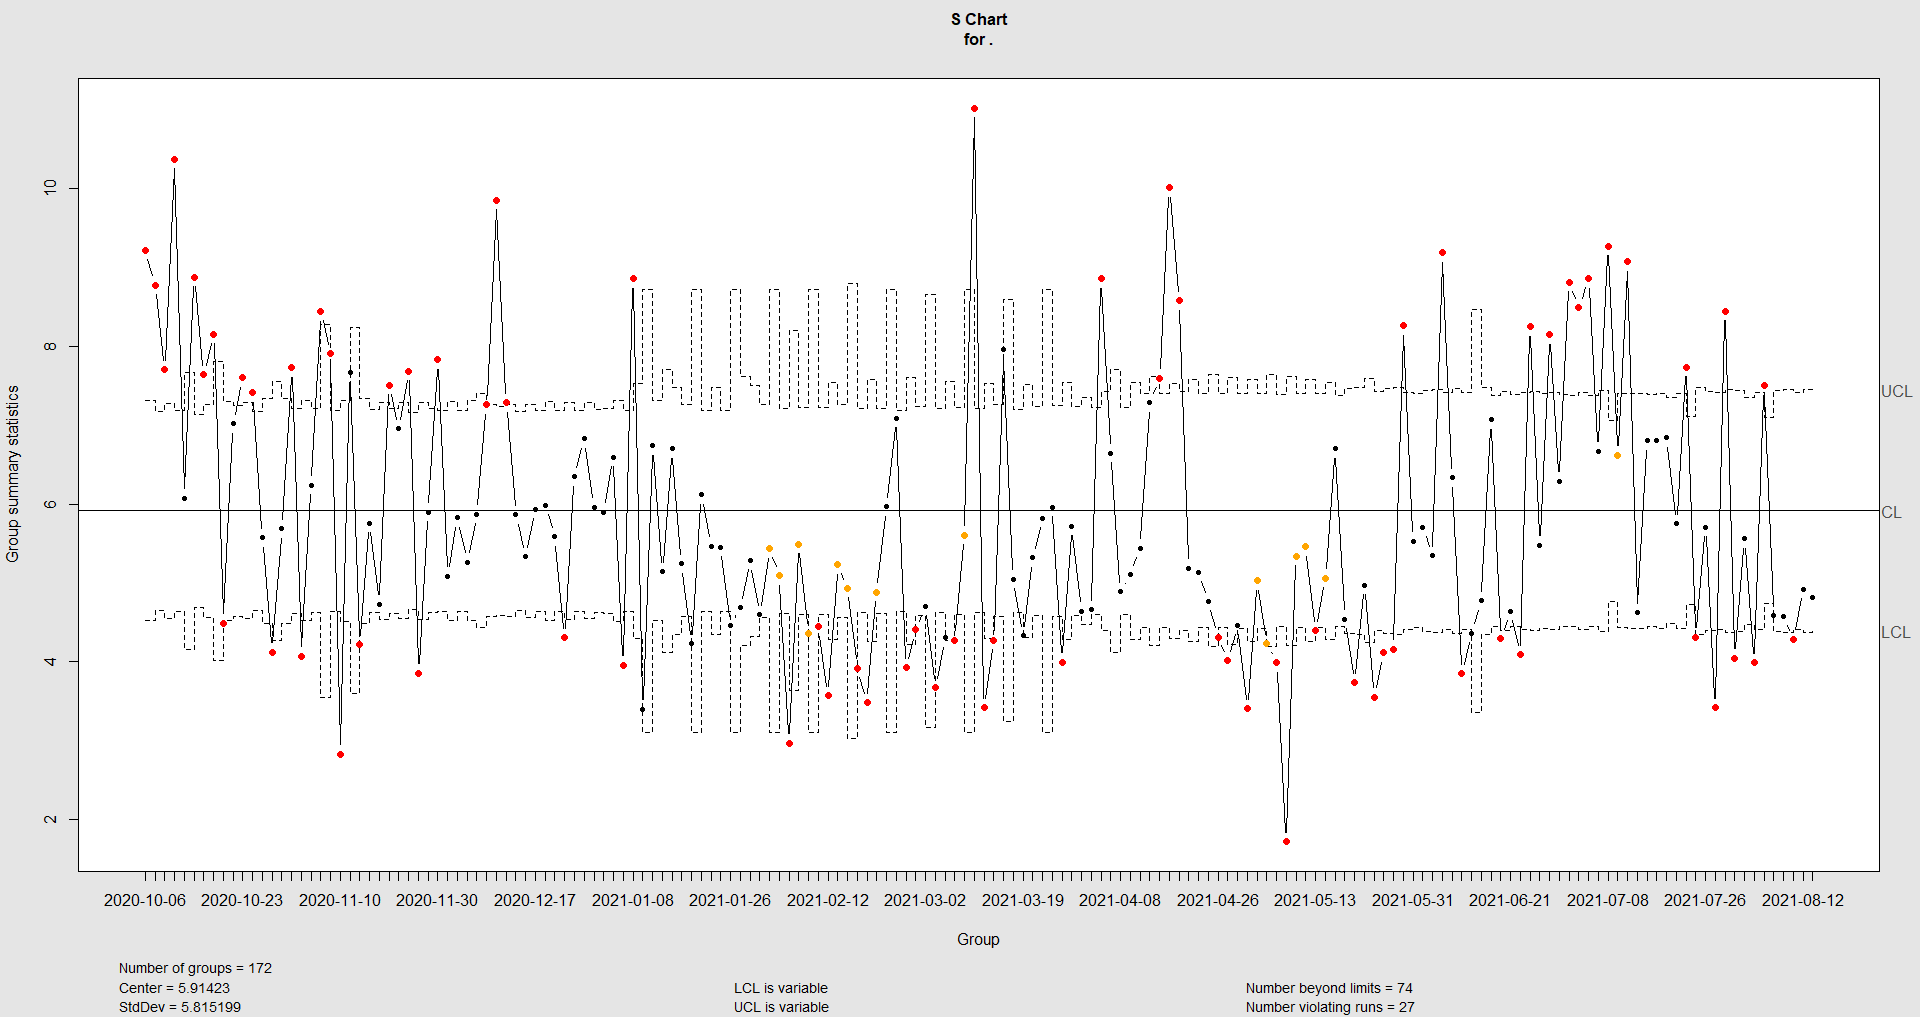 S Chart
for .
Group summary statistics
10
8
6
4
2
UCL
CL
LCL
2020-10-06 2020-10-23 2020-11-10 2020-11-30 2020-12-17 2021-01-08 2021-01-26 2021-02-12 2021-03-02 2021-03-19 2021-04-08 2021-04-26 2021-05-13 2021-05-31 2021-06-21 2021-07-08 2021-07-26 2021-08-12
Group
Number of groups = 172
Center = 5.91423
StdDev = 5.815199
LCL is variable
UCL is variable
Number beyond limits = 74
Number violating runs = 27